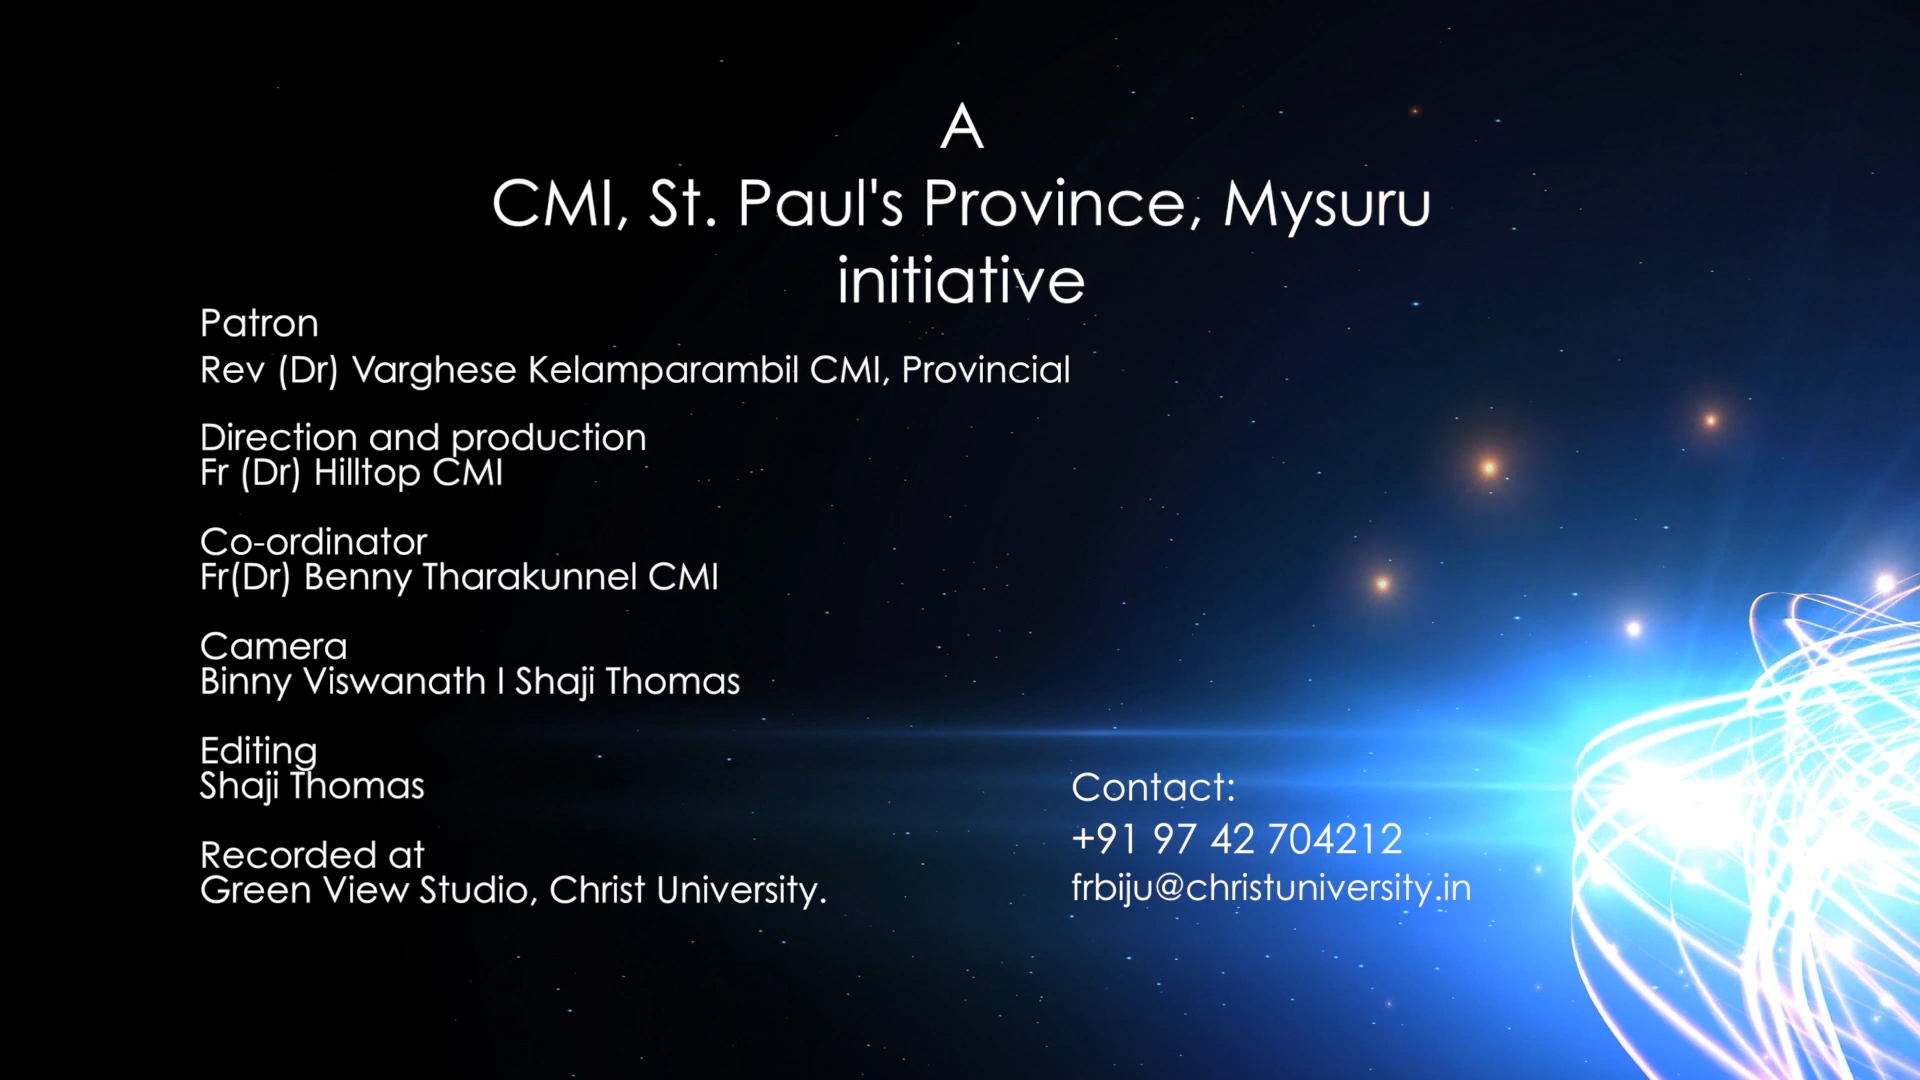 A
CMI, St. Paul's Province, Mysuru
initiative
Patron
Rev (Dr) Varghese Kelamparambil CMI, Provincial
Direction and production
Fr (Dr) Hilltop CMI
Co-ordinator
Fr(Dr) Benny Tharakunnel CMI
Camera
Binny Viswanath I Shaji Thomas
Editing
Shaji Thomas
Recorded at
Green View Studio, Christ University.
Contact:
+91 97 42 704212
frbiju@christuniversity.in